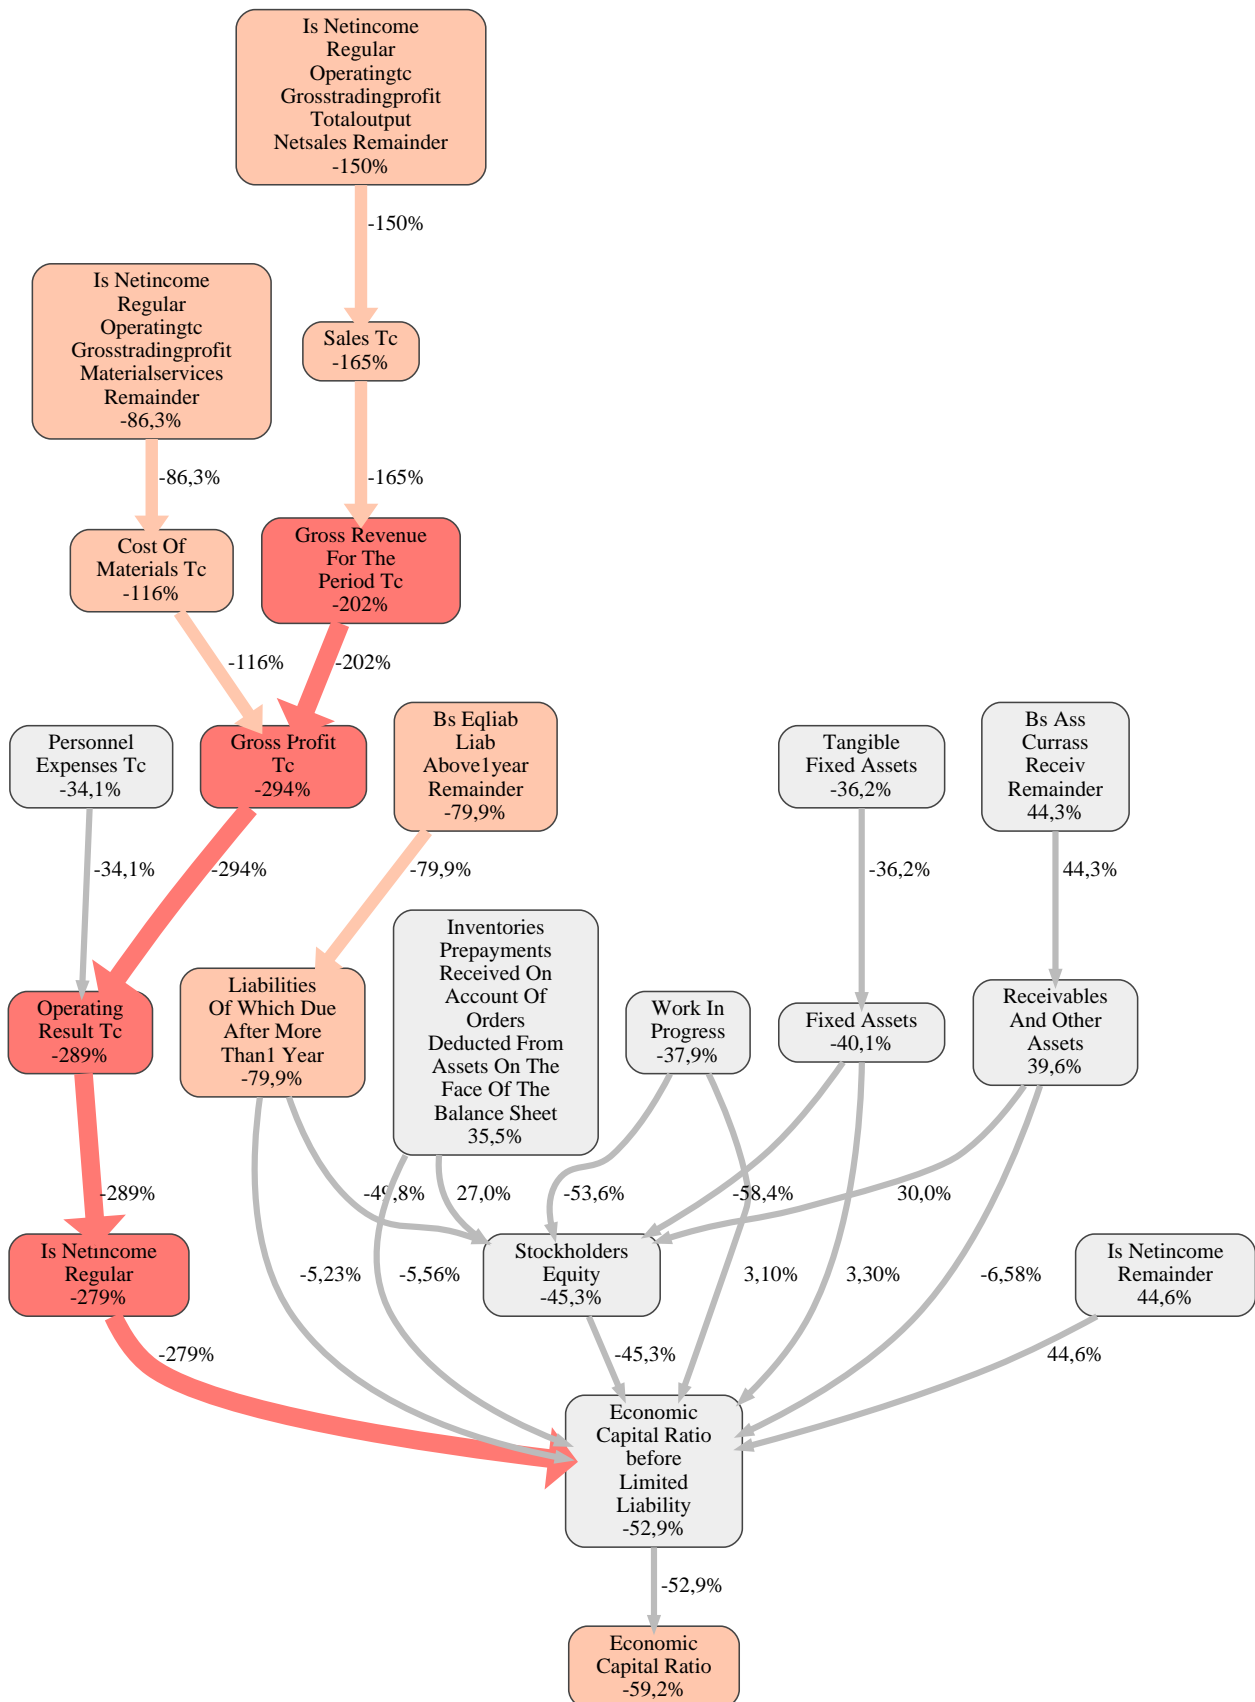 Is Netincome
Regular
Operatingtc
Grosstradingprofit
Totaloutput
Netsales Remainder
-150%
-150%
Is Netincome
Regular
Operatingtc
Grosstradingprofit
Materialservices
Remainder
-86,3%
Sales Tc
-165%
-86,3%
-165%
Cost Of
Materials Tc
-116%
Gross Revenue
For The
Period Tc
-202%
-116%
-202%
Personnel
Expenses Tc
-34,1%
Gross Profit
Tc
-294%
Bs Eqliab
Liab
Above1year
Remainder
-79,9%
Tangible
Fixed Assets
-36,2%
Bs Ass
Currass
Receiv
Remainder
44,3%
-34,1%
-294%
-79,9%
-36,2%
44,3%
Operating
Result Tc
-289%
Liabilities
Of Which Due
After More
Than1 Year
-79,9%
Inventories
Prepayments
Received On
Account Of
Orders
Deducted From
Assets On The
Face Of The
Balance Sheet
35,5%
Work In
Progress
-37,9%
Fixed Assets
-40,1%
Receivables
And Other
Assets
39,6%
-289%
-49,8%
27,0%
-53,6%
-58,4%
30,0%
Is Netincome
Regular
-279%
-5,23%
-5,56%
Stockholders
Equity
-45,3%
3,10%
3,30%
-6,58%
Is Netincome
Remainder
44,6%
-279%
-45,3%
44,6%
Economic
Capital Ratio
before
Limited
Liability
-52,9%
-52,9%
Economic
Capital Ratio
-59,2%